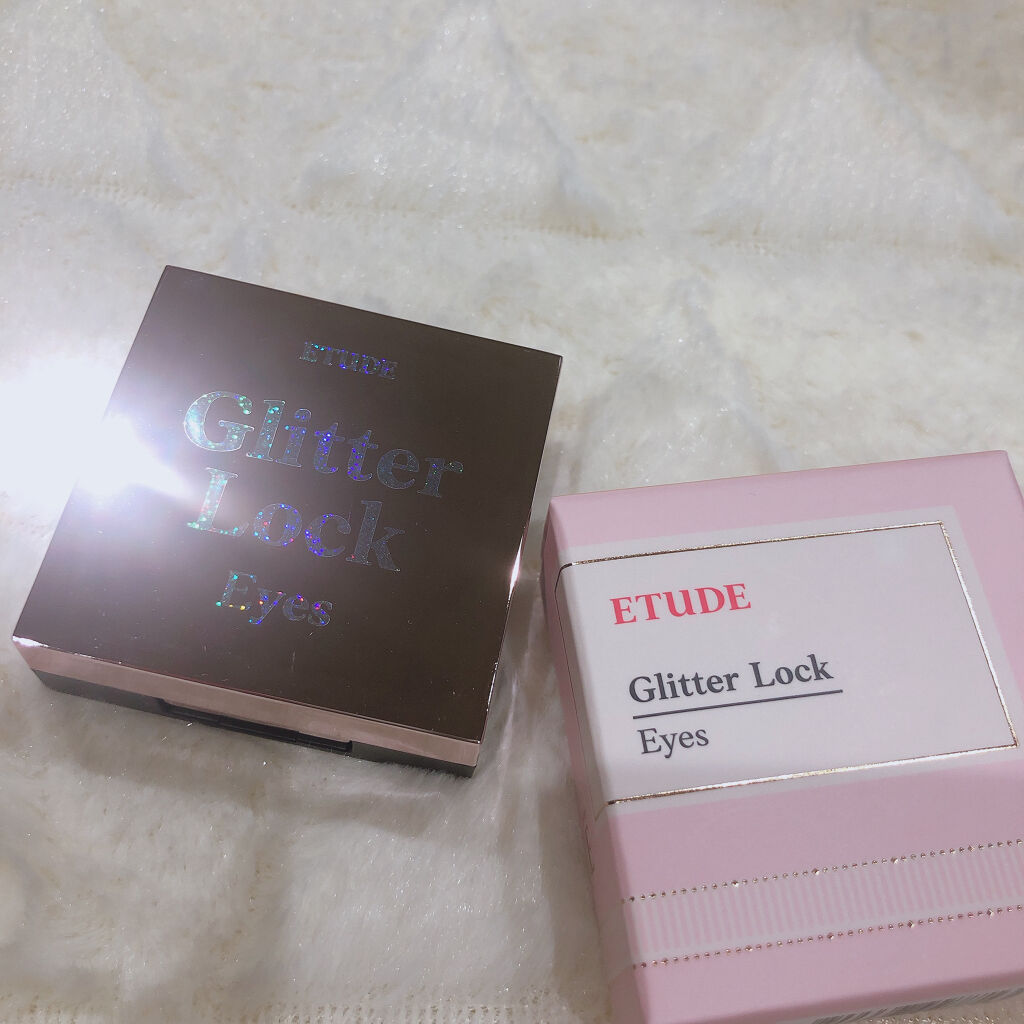 ETUDE
Glitter
Lock
Eyes
ETUDE
Glitter Lock
Eyes